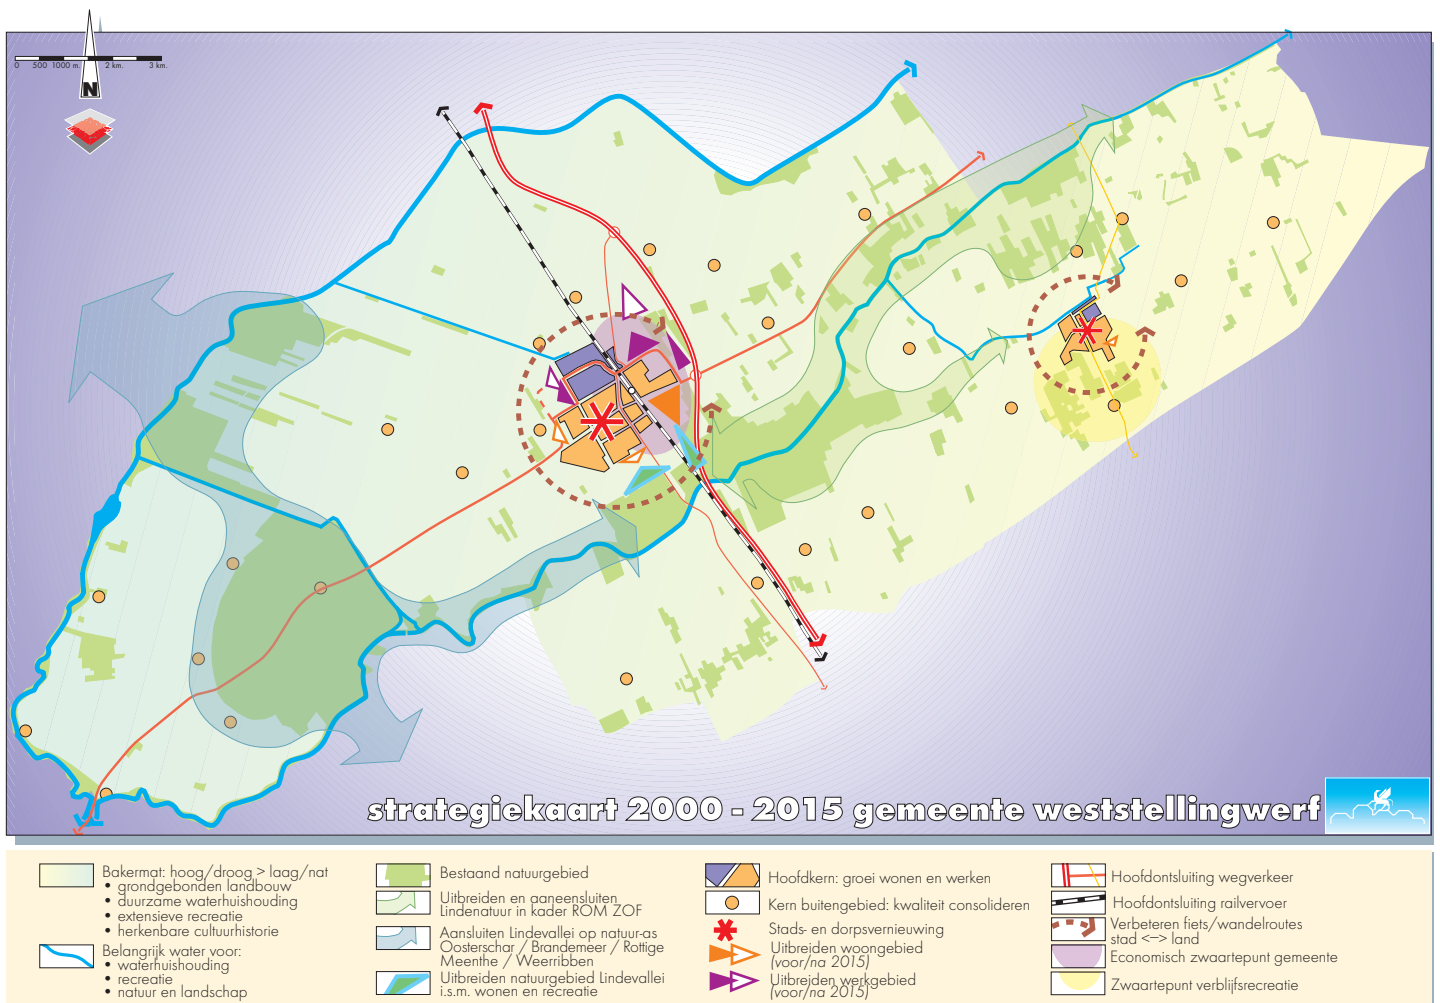 0 500 1000 m. 2 km. 3 km.
N
strategiekaart 2000 - 2015 gemeente weststellingwerf
Bakermat: hoog/droog > laag/nat
• grondgebonden landbouw
• duurzame waterhuishouding
• extensieve recreatie
• herkenbare cultuurhistorie
Belangrijk water voor:
• waterhuishouding
• recreatie
• natuur en landschap
Bestaand natuurgebied
Uitbreiden en aaneensluiten
Lindenatuur in kader ROM ZOF
Aansluiten Lindevallei op natuur-as
Oosterschar / Brandemeer / Rottige
Meenthe / Weerribben
Uitbreiden natuurgebied Lindevallei
i.s.m. wonen en recreatie
Hoofdkern: groei wonen en werken
Kern buitengebied: kwaliteit consolideren
Stads- en dorpsvernieuwing
Uitbreiden woongebied
(voor/na 2015)
Uitbreiden werkgebied
(voor/na 2015)
Hoofdontsluiting wegverkeer
Hoofdontsluiting railvervoer
Verbeteren fiets/wandelroutes
stad <--> land
Economisch zwaartepunt gemeente
Zwaartepunt verblijfsrecreatie